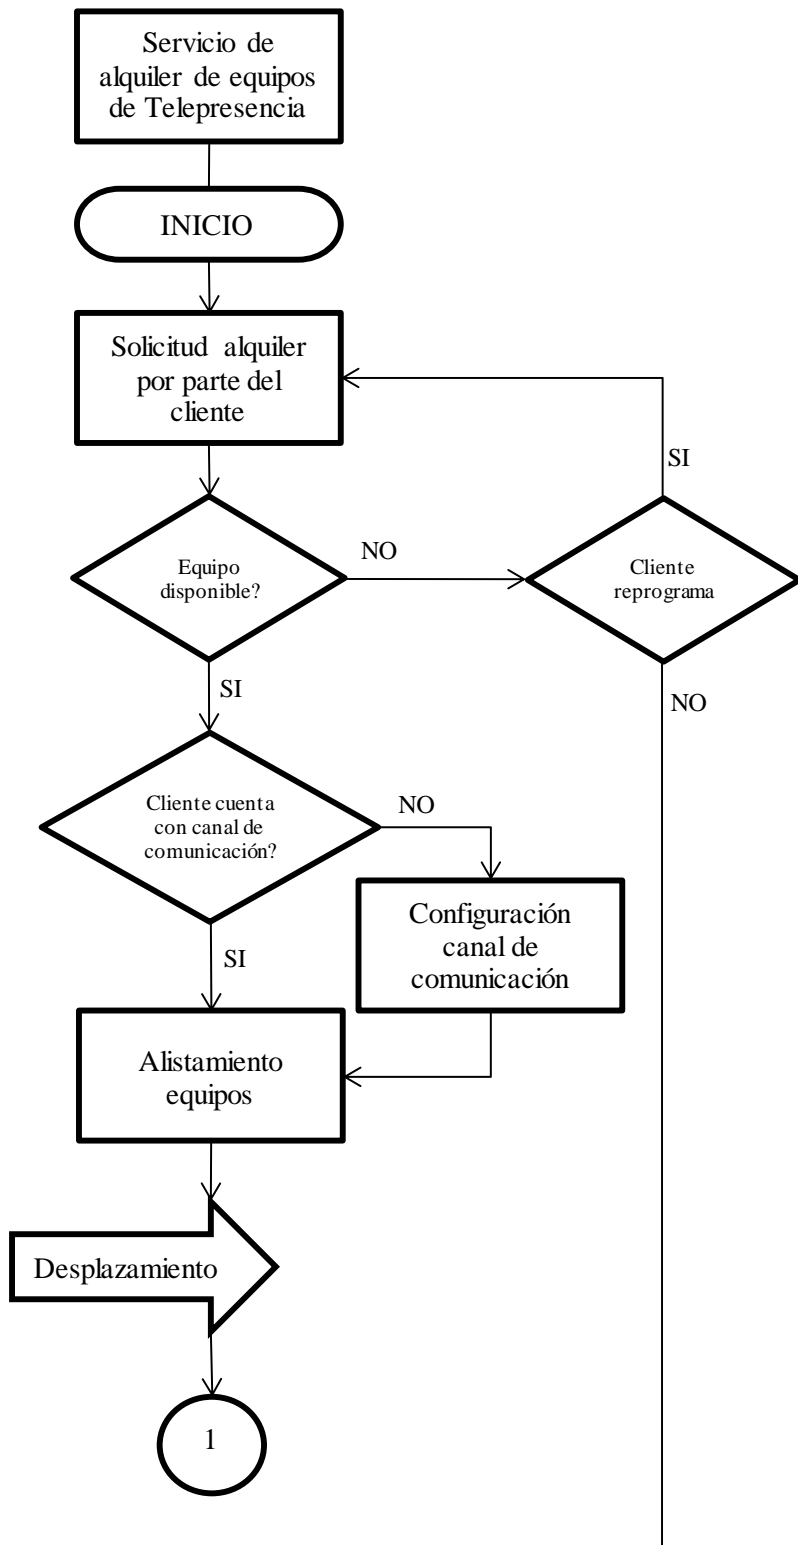 Servicio de
alquiler de equipos
de Telepresencia
INICIO
Solicitud alquiler
por parte del
cliente
SI
Equipo
disponible?
NO
Cliente
reprograma
SI
NO
Cliente cuenta
con canal de
comunicación?
NO
Configuración
canal de
comunicación
SI
Alistamiento
equipos
Desplazamiento
1